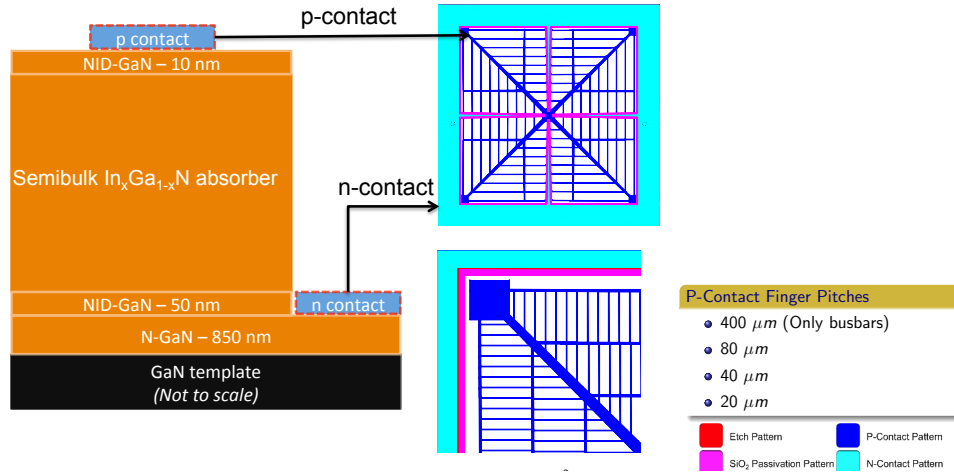 p contact
NID-GaN – 10 nm
Semibulk InₓGa₁₋ₓN absorber
NID-GaN – 50 nm
n contact
N-GaN – 850 nm
GaN template
(Not to scale)
p-contact
n-contact
P-Contact Finger Pitches
400 μm (Only busbars)
80 μm
40 μm
20 μm
Etch Pattern
P-Contact Pattern
SiO₂ Passivation Pattern
N-Contact Pattern